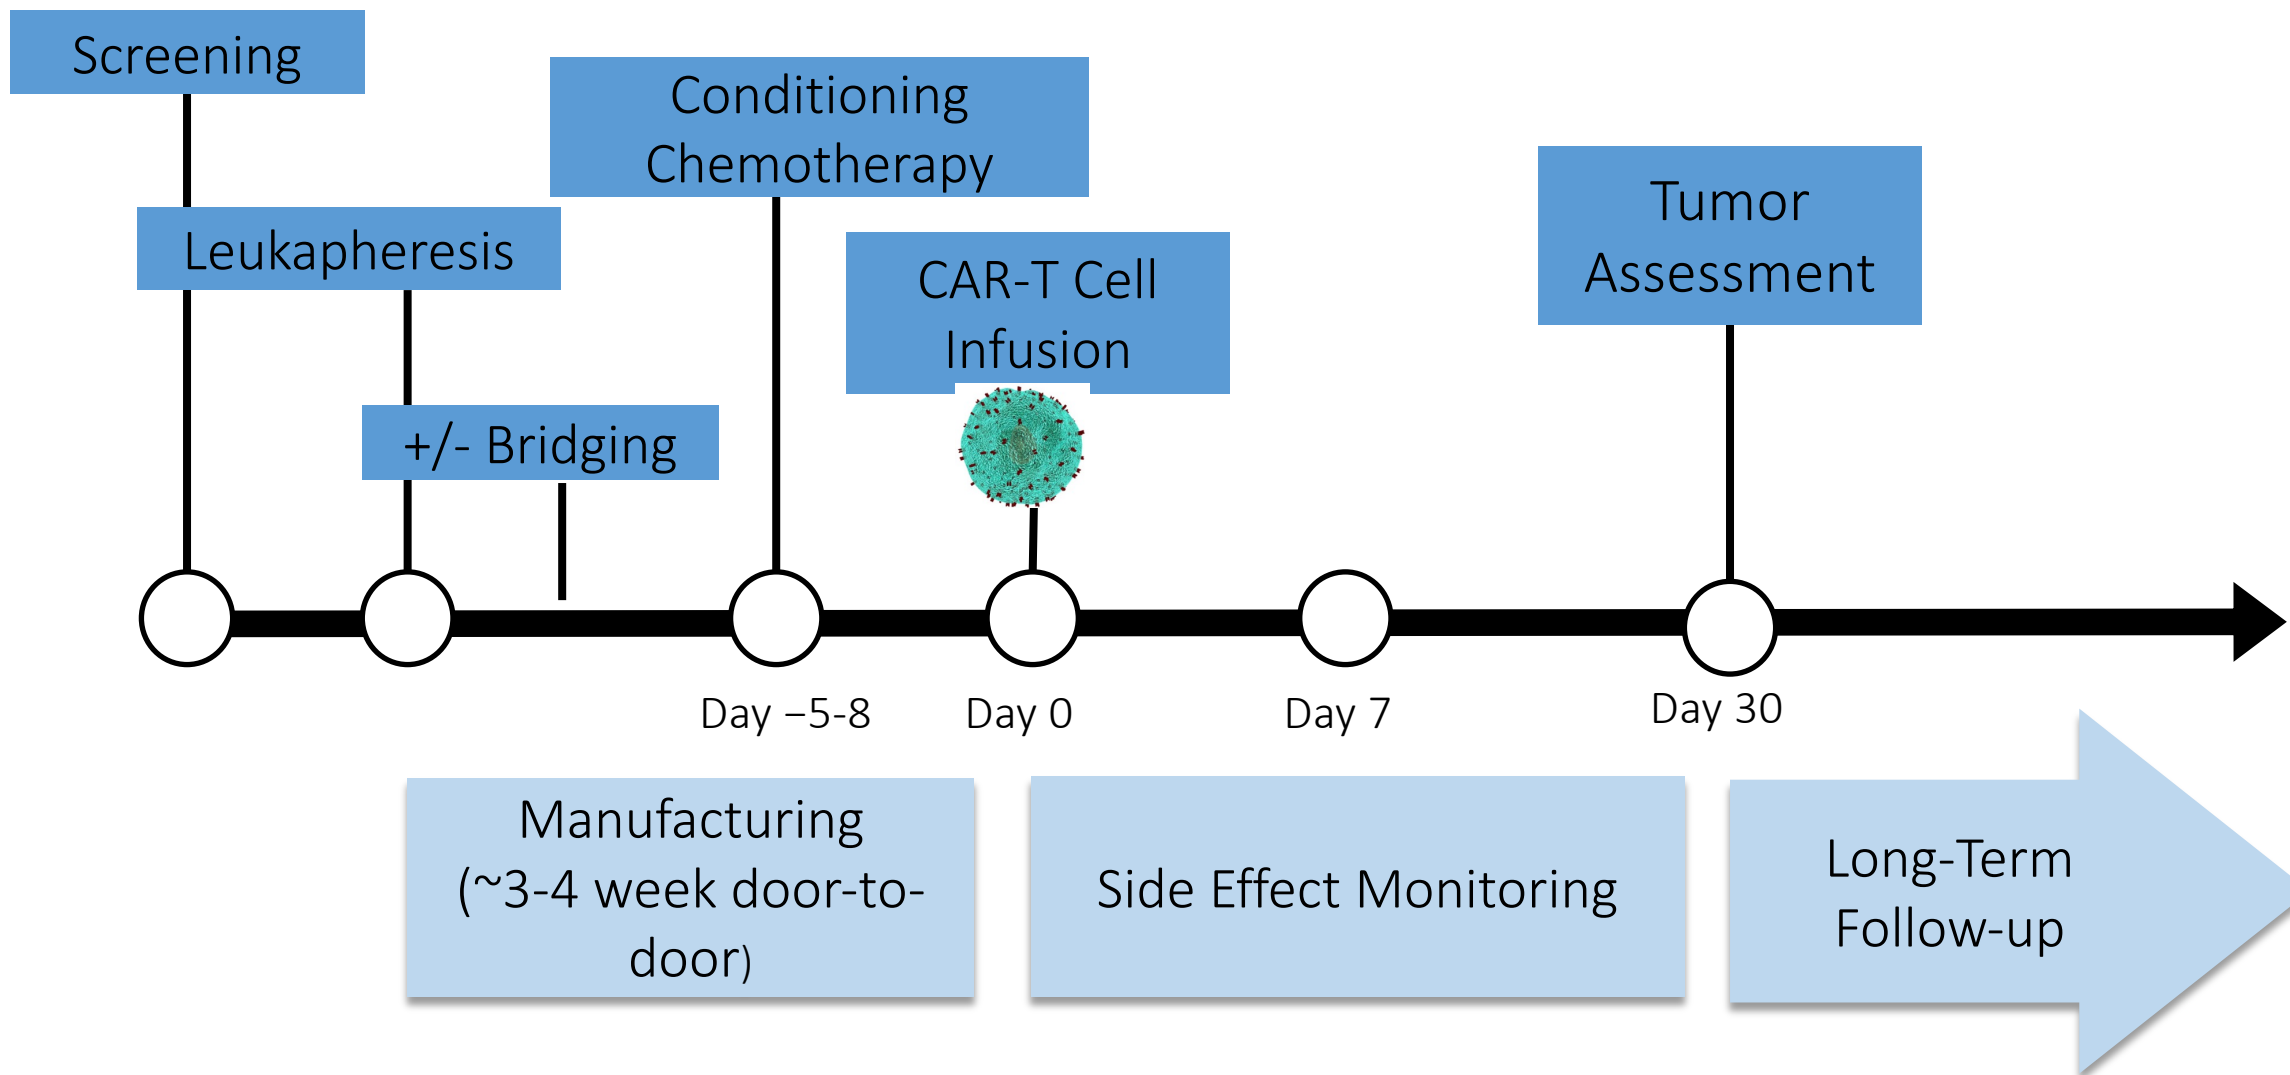 Screening
Conditioning
Chemotherapy
Leukapheresis
CAR-T Cell
Infusion
Tumor
Assessment
+/- Bridging
Day –5-8
Day 0
Day 7
Day 30
Manufacturing
(~3-4 week door-to-
door)
Side Effect Monitoring
Long-Term
Follow-up